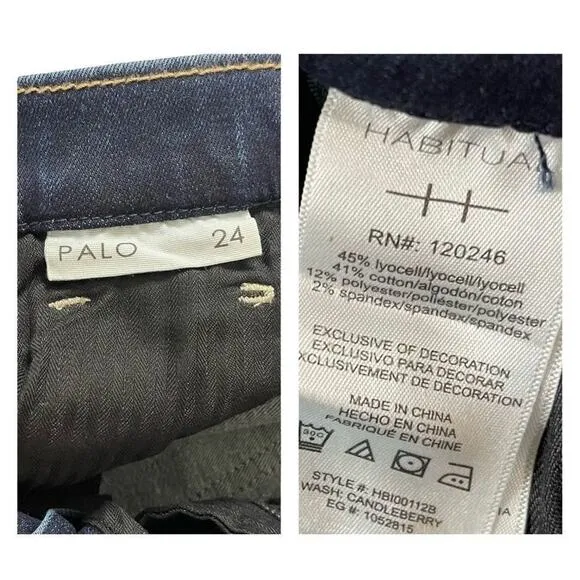 PALO 24
HABITUAL
RN#: 120246
45% lyocell/lyocell/lyocell
41% cotton/algodón/coton
12% polyester/poliéster/polyester
2% spandex/spandex/spandex
EXCLUSIVE OF DECORATION
EXCLUSIVO PARA DECORAR
EXCLUSIVEMENT DE DÉCORATION
MADE IN CHINA
HECHO EN CHINA
FABRIQUÉ EN CHINE
30C
STYLE #: HBI00112B
WASH; CANDLEBERRY
EG #: 1052815